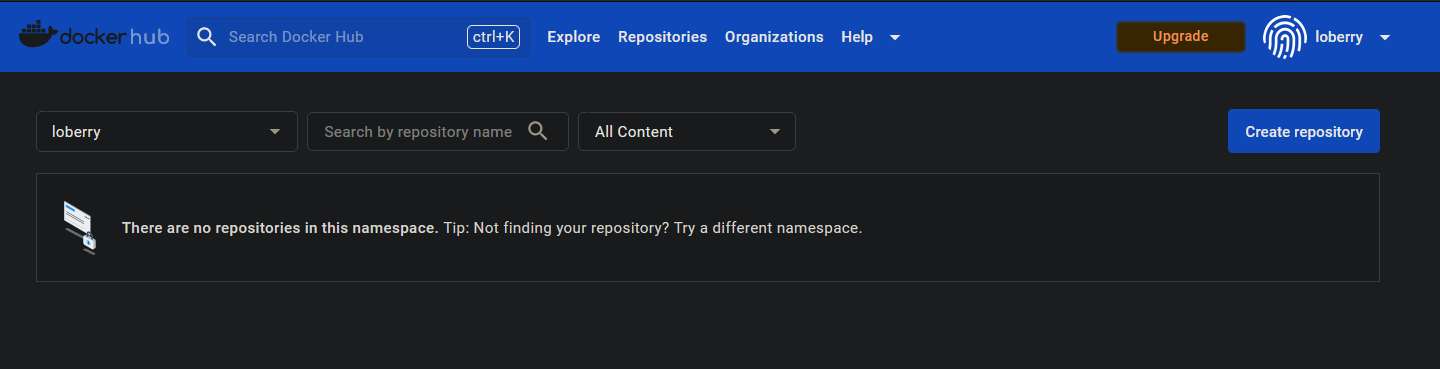 docker hub Search Docker Hub ctrl+K Explore Repositories Organizations Help Upgrade loberry
loberry Search by repository name All Content Create repository
There are no repositories in this namespace. Tip: Not finding your repository? Try a different namespace.